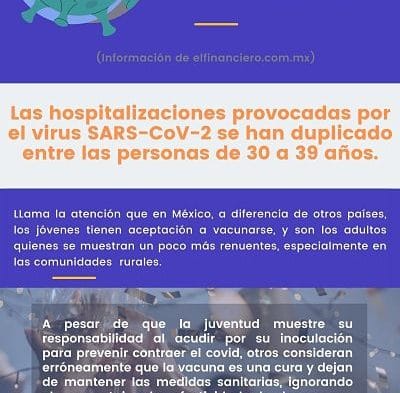 (Información de elfinanciero.com.mx)
Las hospitalizaciones provocadas por
el virus SARS-CoV-2 se han duplicado
entre las personas de 30 a 39 años.
LLama la atención que en México, a diferencia de otros países,
los jóvenes tienen aceptación a vacunarse, y son los adultos
quienes se muestran un poco más renuentes, especialmente en
las comunidades rurales.
A pesar de que la juventud muestre su
responsabilidad al acudir por su inoculación
para prevenir contraer el covid, otros consideran
erróneamente que la vacuna es una cura y dejan
de mantener las medidas sanitarias, ignorando